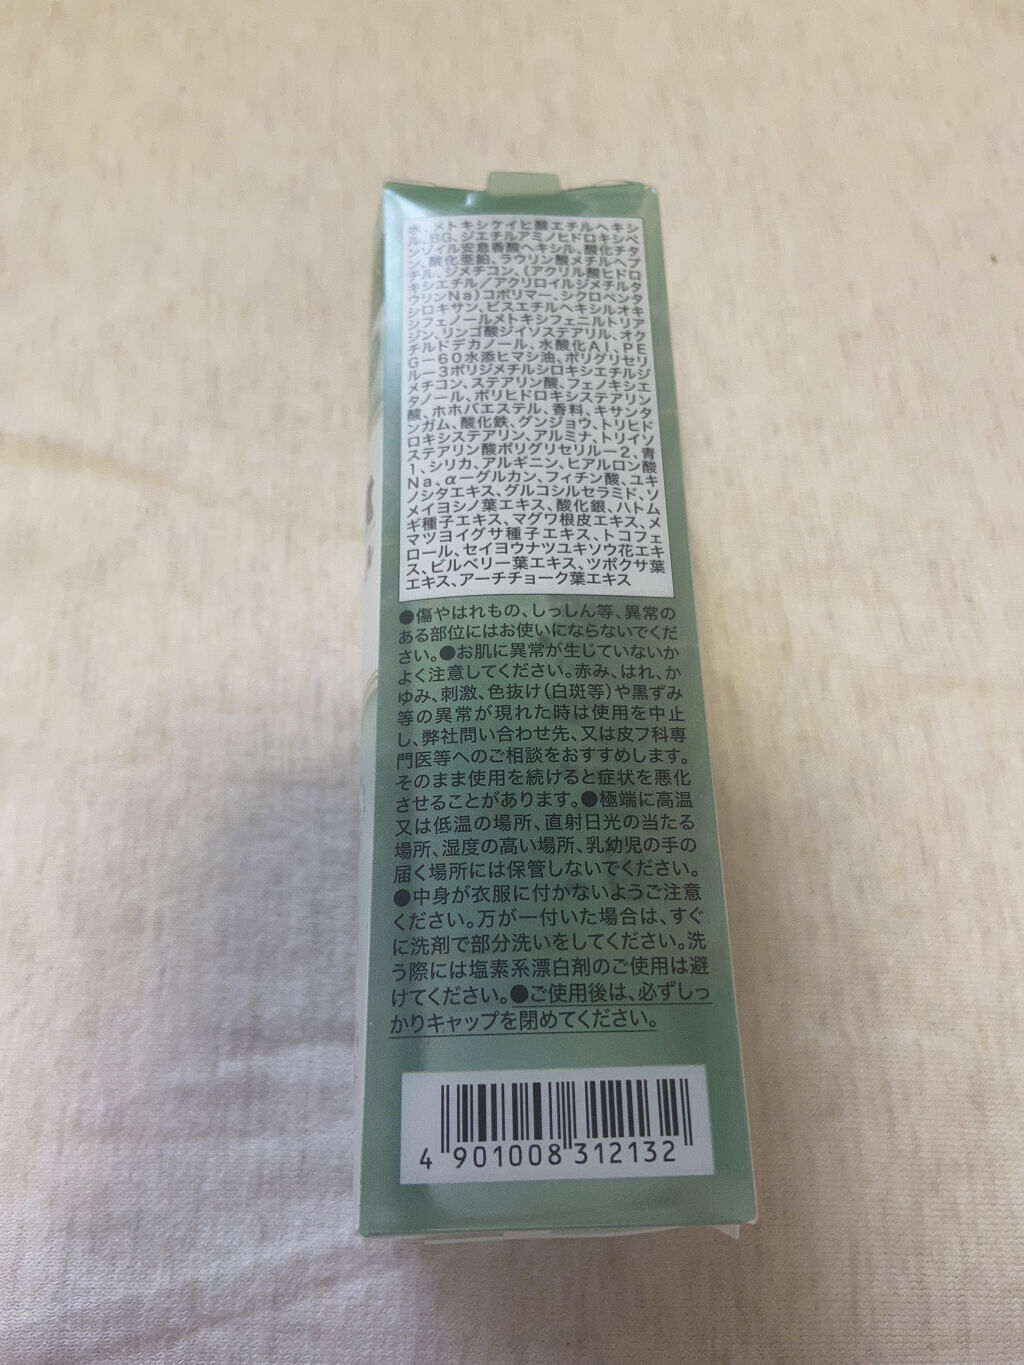 水、メトキシケイヒ酸エチルヘキシ
ル、BG、ジエチルアミノヒドロキシベ
ンゾイル安息香酸ヘキシル、酸化チタ
ン、酸化亜鉛、ラウリン酸メチルヘプ
チル、ジメチコン、(アクリル酸ヒドロ
キシエチル/アクリロイルジメチルタ
ウリンNa)コポリマー、シクロペンタ
シロキサン、ビスエチルヘキシルオキ
シフェノールメトキシフェニルトリア
ジン、リンゴ酸ジイソステアリル、オク
チルドデカノール、水酸化Al、PE
G-60水添ヒマシ油、ポリグリセリ
ル-3ポリジメチルシロキシエチルジ
メチコン、ステアリン酸、フェノキシエ
タノール、ポリヒドロキシステアリン
酸、ホホバエステル、香料、キサンタ
ンガム、酸化鉄、グンジョウ、トリヒド
ロキシステアリン、アルミナ、トリイソ
ステアリン酸ポリグリセリル-2、青
1、シリカ、アルギニン、ヒアルロン酸
Na、α-グルカン、フィチン酸、ユキ
ノシタエキス、グルコシルセラミド、ソ
メイヨシノ葉エキス、酸化銀、ハトム
ギ種子エキス、マグワ根皮エキス、メ
マツヨイグサ種子エキス、トコフェ
ロール、セイヨウナツユキソウ花エキ
ス、ビルベリー葉エキス、ツボクサ葉
エキス、アーチチョーク葉エキス
●傷やはれもの、しっしん等、異常の
ある部位にはお使いにならないでくだ
さい。●お肌に異常が生じていないか
よく注意してください。赤み、はれ、か
ゆみ、刺激、色抜け(白斑等)や黒ずみ
等の異常が現れた時は使用を中止
し、弊社問い合わせ先、又は皮フ科専
門医等へのご相談をおすすめします。
そのまま使用を続けると症状を悪化
させることがあります。●極端に高温
又は低温の場所、直射日光の当たる
場所、湿度の高い場所、乳幼児の手の
届く場所には保管しないでください。
●中身が衣服に付かないようご注意
ください。万が一付いた場合は、すぐ
に洗剤で部分洗いをしてください。洗
う際には塩素系漂白剤のご使用は避
けてください。●ご使用後は、必ずしっ
かりキャップを閉めてください。
4 901008 312132